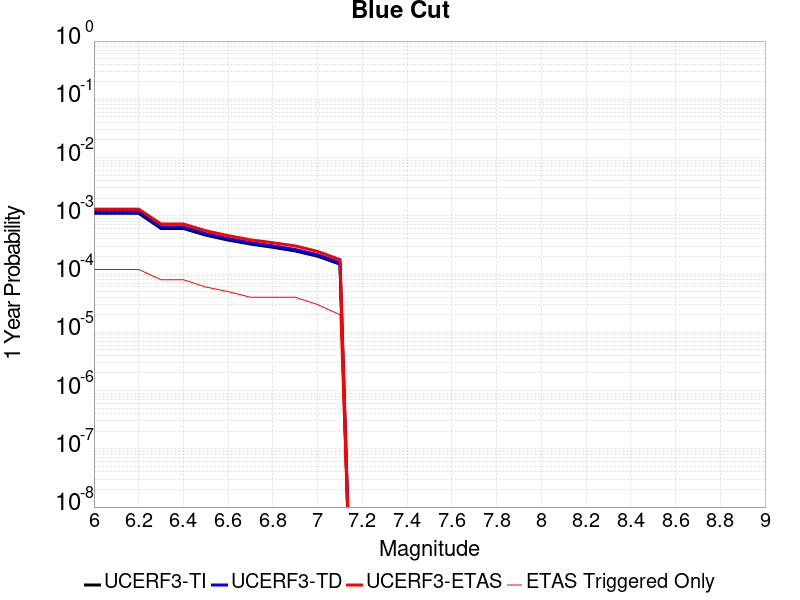 Blue Cut
10^0
10^-1
10^-2
10^-3
10^-4
10^-5
10^-6
10^-7
10^-8
1 Year Probability
6 6.2 6.4 6.6 6.8 7 7.2 7.4 7.6 7.8 8 8.2 8.4 8.6 8.8 9
Magnitude
UCERF3-TI UCERF3-TD UCERF3-ETAS ETAS Triggered Only